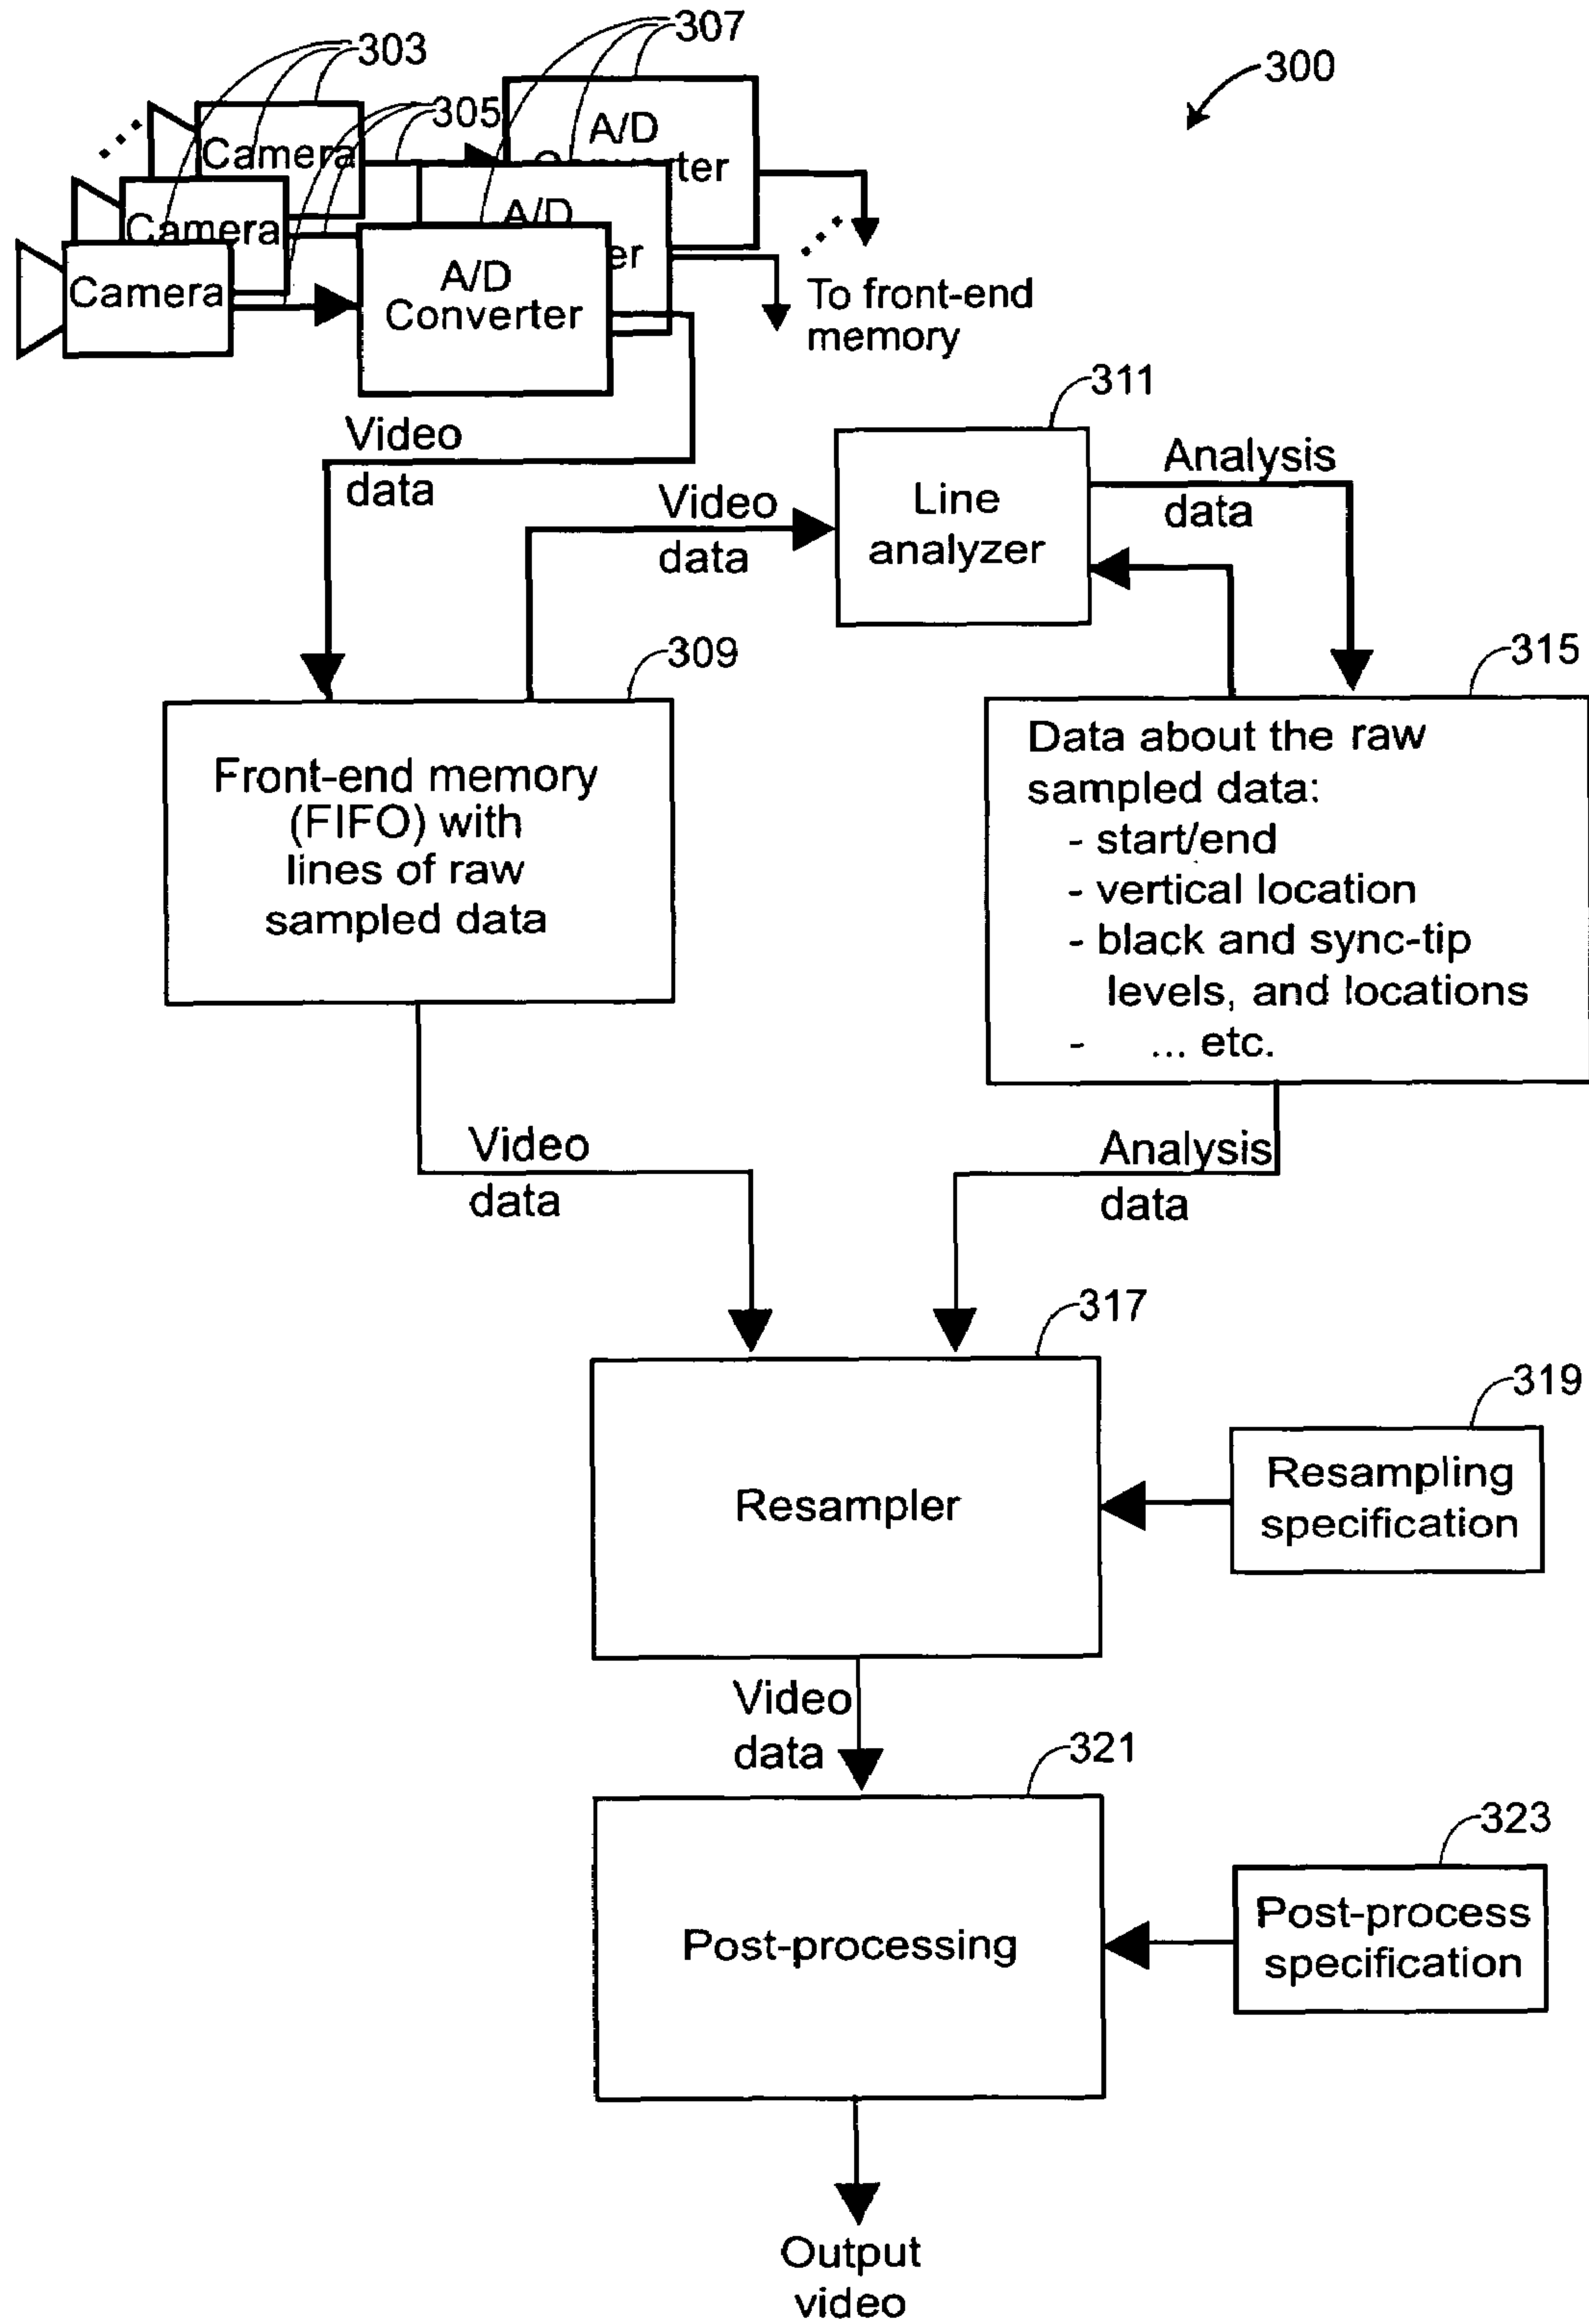 303
307
300
305
Camera
A/D
ter
Camera
A/D
er
Camera
A/D
Converter
To front-end
memory
311
Video
data
Video
data
Line
analyzer
Analysis
data
309
315
Front-end memory
(FIFO) with
lines of raw
sampled data
Data about the raw
sampled data:
- start/end
- vertical location
- black and sync-tip
levels, and locations
- ... etc.
Video
data
Analysis
data
317
319
Resampler
Resampling
specification
Video
data
321
323
Post-processing
Post-process
specification
Output
video